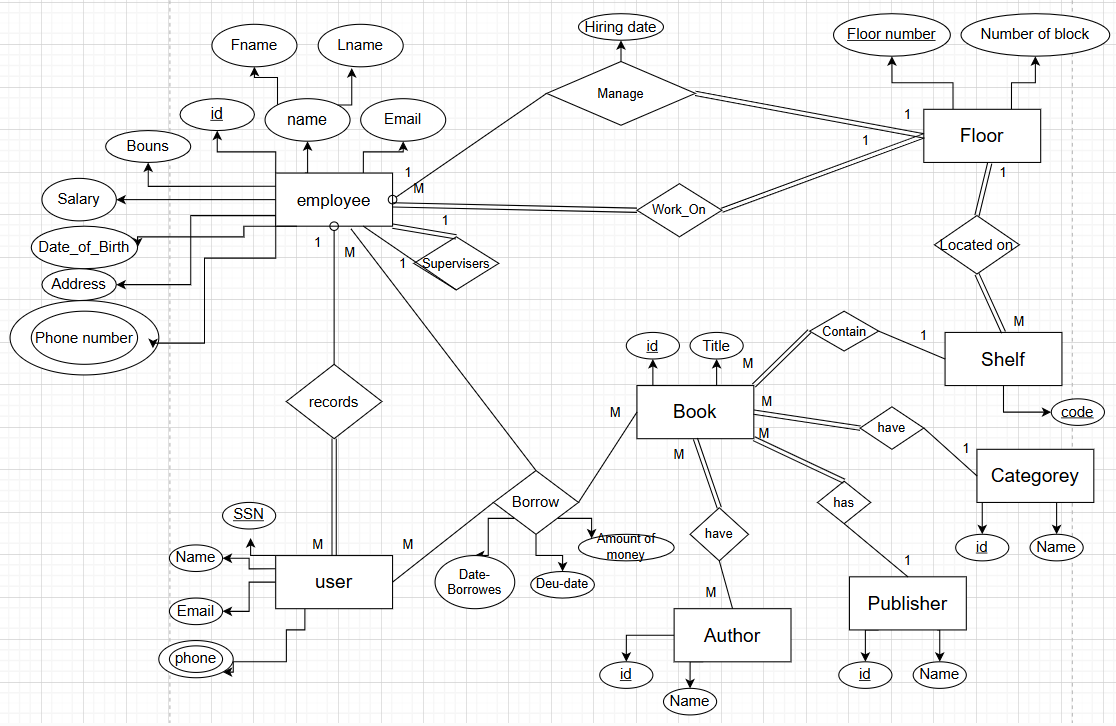 Hiring date
Fname
Lname
Floor number
Number of block
Manage
id
name
Email
1
1
Floor
Bouns
1
M
1
employee
Salary
Work_On
1
1
M
Date_of_Birth
1
Supervisers
Located on
Address
M
Phone number
id
Title
Contain
1
M
Shelf
records
M
Book
M
have
code
M
M
1
Categorey
Borrow
has
SSN
have
M
M
Amount of
money
id
Name
Name
1
user
Date-
Borrowes
Deu-date
M
Email
Publisher
Author
phone
id
id
Name
Name